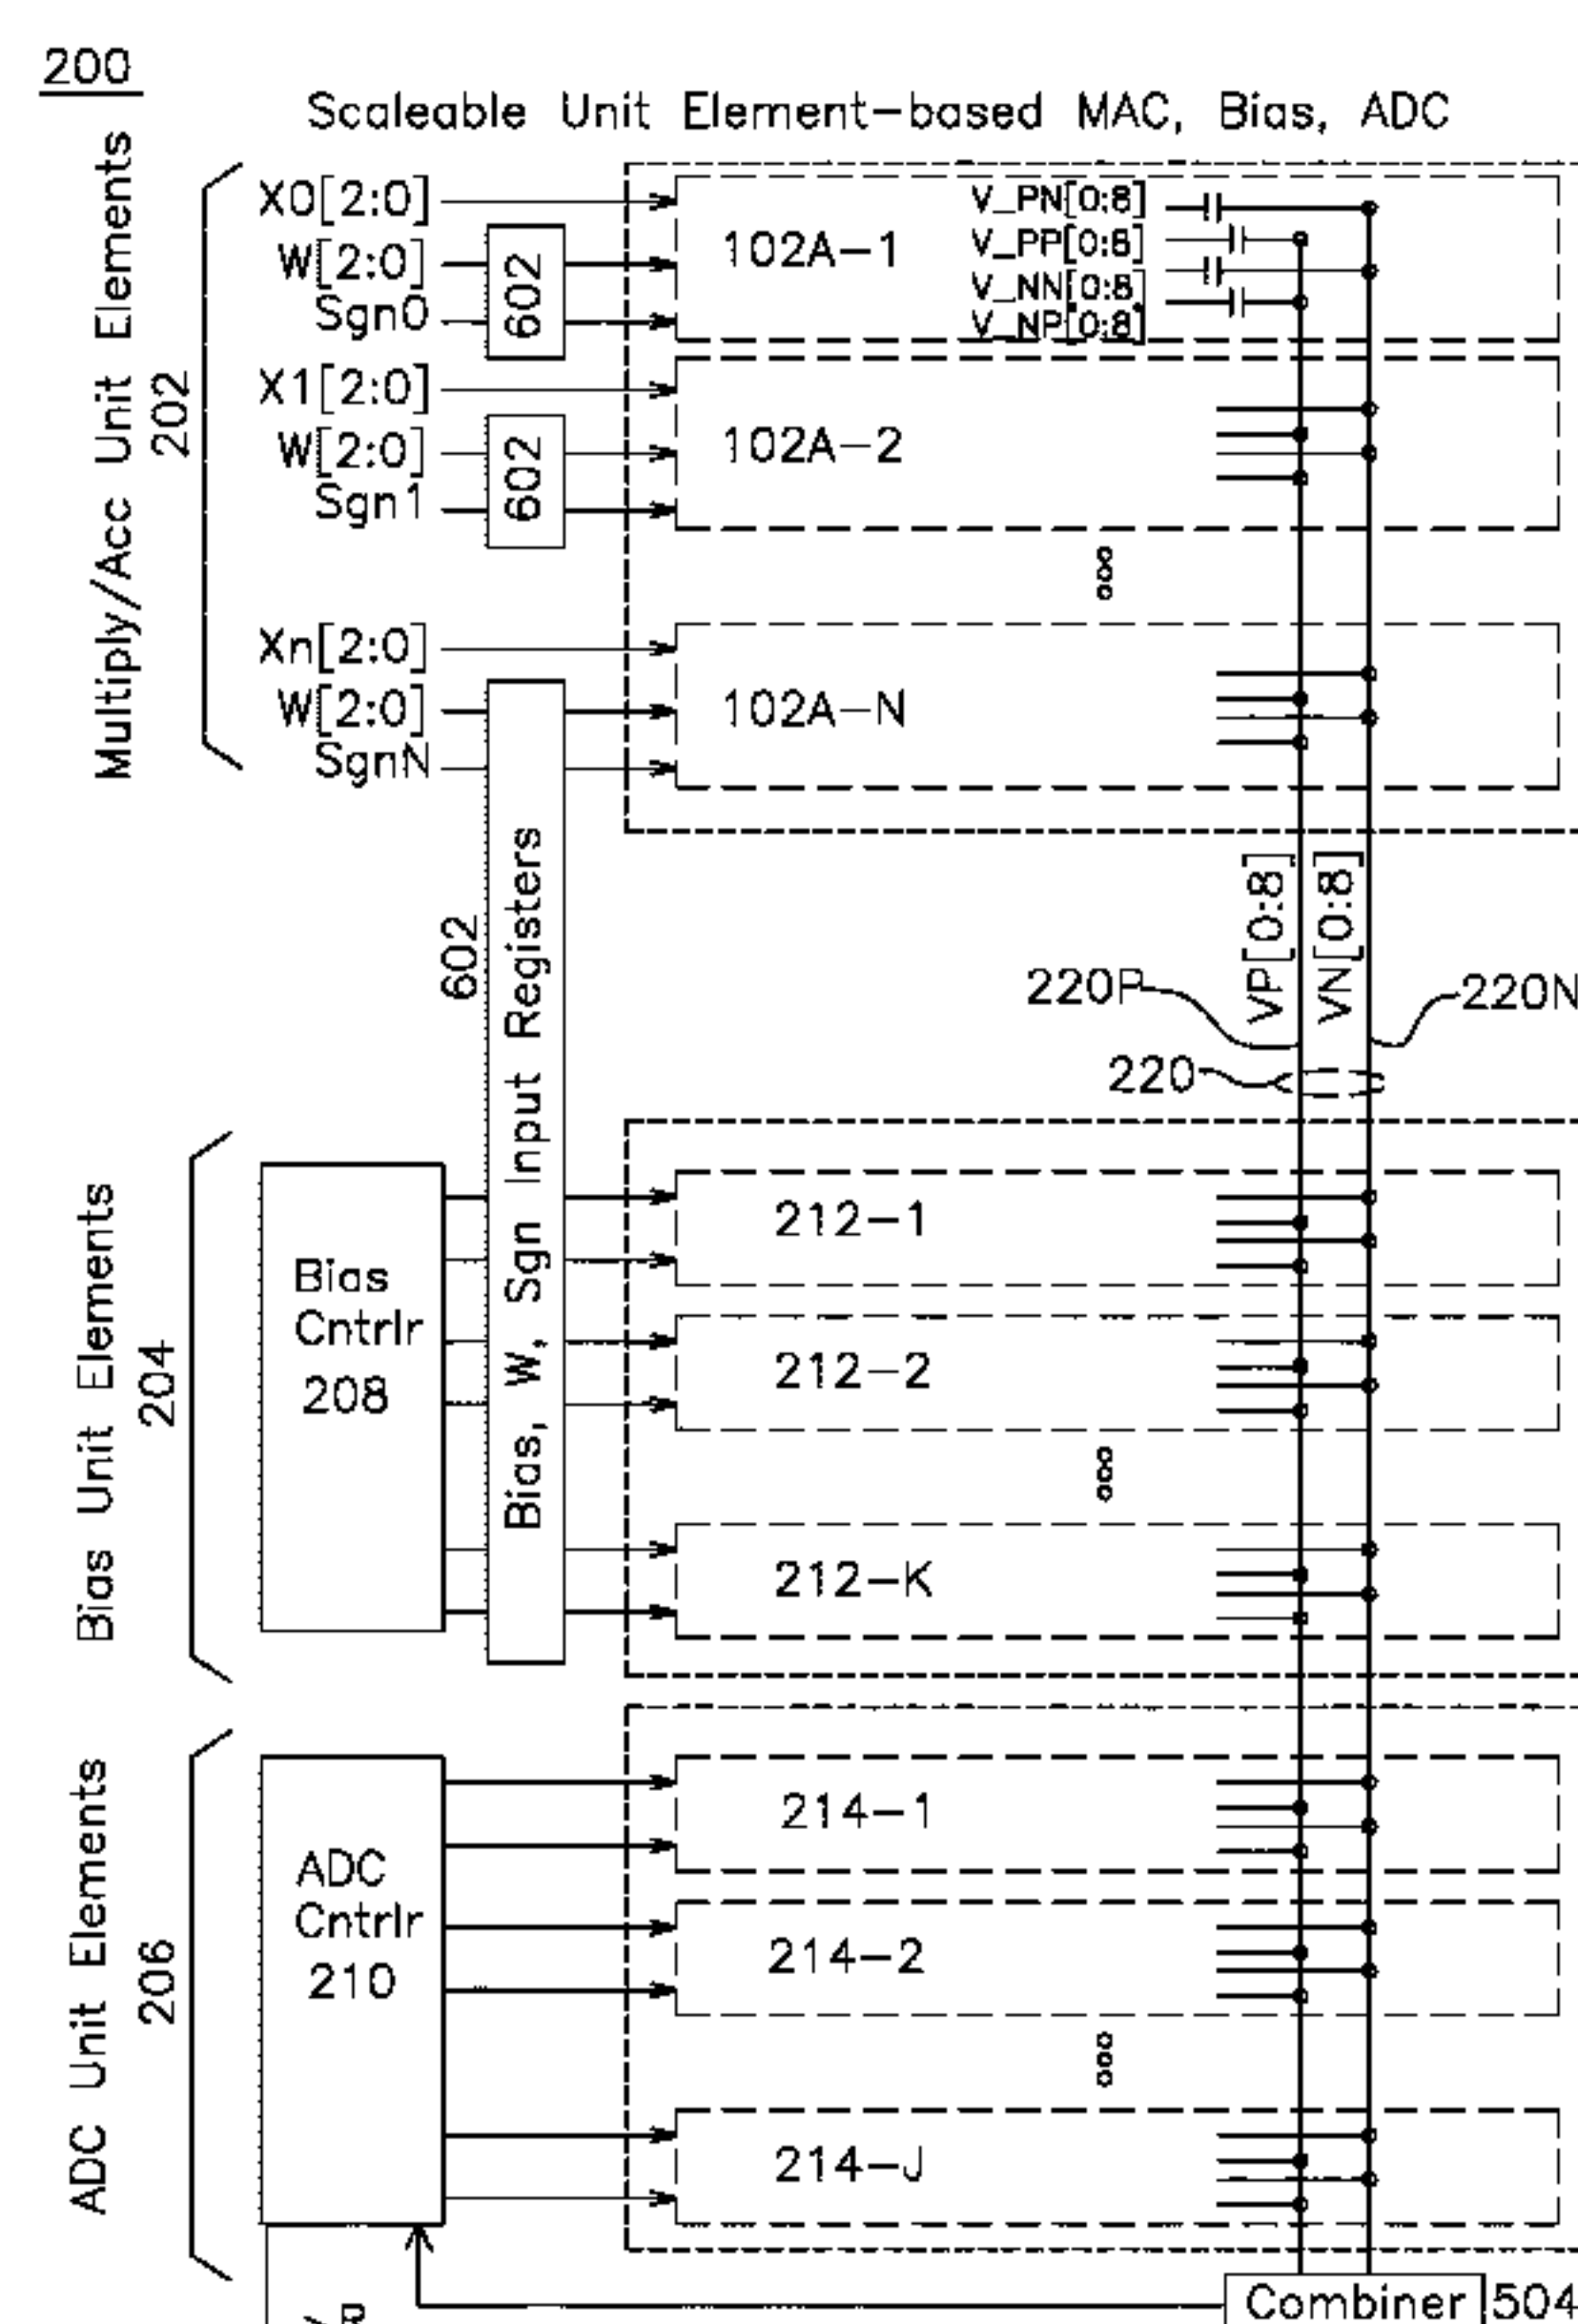 200
Scaleable Unit Element-based MAC, Bias, ADC
Multiply/Acc Unit Elements
202
X0[2:0]
W[2:0]
Sgn0
602
102A-1
V_PN[0:8]
V_PP[0:8]
V_NN[0:8]
V_NP[0:8]
X1[2:0]
W[2:0]
Sgn1
602
102A-2
Xn[2:0]
W[2:0]
SgnN
102A-N
602
Bias, W, Sgn Input Registers
VP[0:8]
VN[0:8]
220P
220N
220
Bias Unit Elements
204
Bias
Cntrlr
208
212-1
212-2
212-K
ADC Unit Elements
206
ADC
Cntrlr
210
214-1
214-2
214-J
Combiner
504